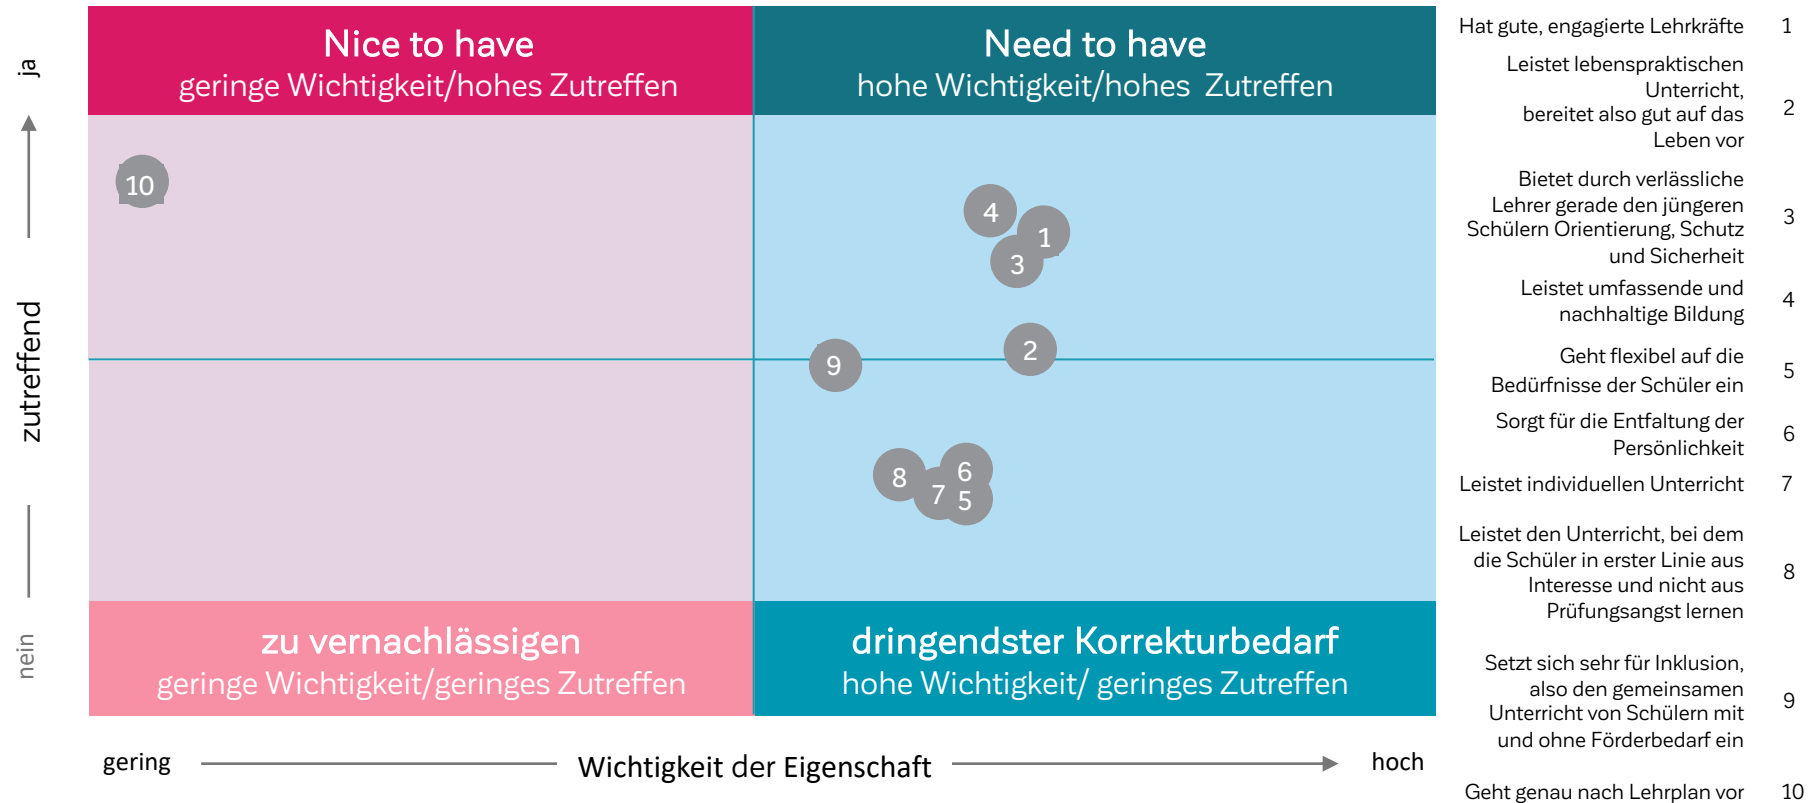 Nice to have
geringe Wichtigkeit/hohes Zutreffen
Need to have
hohe Wichtigkeit/hohes Zutreffen
ja
zutreffend
nein
10
4
1
3
2
9
8
7
6
5
zu vernachlässigen
geringe Wichtigkeit/geringes Zutreffen
dringendster Korrekturbedarf
hohe Wichtigkeit/ geringes Zutreffen
gering
Wichtigkeit der Eigenschaft
hoch
Hat gute, engagierte Lehrkräfte 1
Leistet lebenspraktischen
Unterricht,
bereitet also gut auf das
Leben vor
2
Bietet durch verlässliche
Lehrer gerade den jüngeren
Schülern Orientierung, Schutz
und Sicherheit
3
Leistet umfassende und
nachhaltige Bildung
4
Geht flexibel auf die
Bedürfnisse der Schüler ein
5
Sorgt für die Entfaltung der
Persönlichkeit
6
Leistet individuellen Unterricht 7
Leistet den Unterricht, bei dem
die Schüler in erster Linie aus
Interesse und nicht aus
Prüfungsangst lernen
8
Setzt sich sehr für Inklusion,
also den gemeinsamen
Unterricht von Schülern mit
und ohne Förderbedarf ein
9
Geht genau nach Lehrplan vor 10